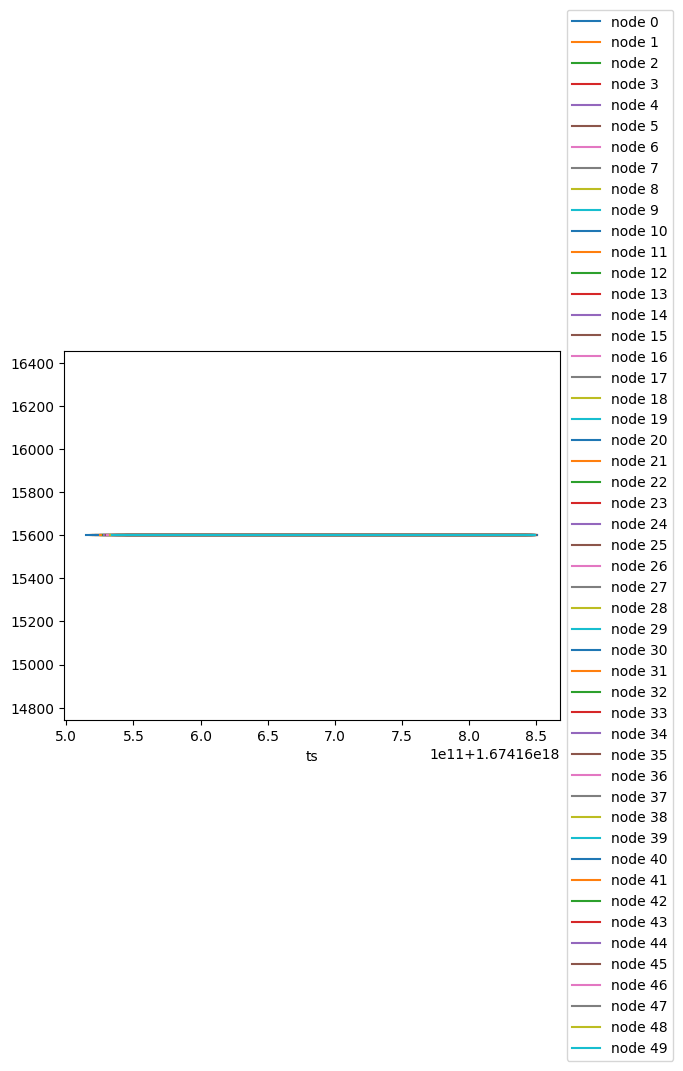 16400
16200
16000
15800
15600
15400
15200
15000
14800
5.0 5.5 6.0 6.5 7.0 7.5 8.0 8.5
ts
1e11+1.67416e18
node 0
node 1
node 2
node 3
node 4
node 5
node 6
node 7
node 8
node 9
node 10
node 11
node 12
node 13
node 14
node 15
node 16
node 17
node 18
node 19
node 20
node 21
node 22
node 23
node 24
node 25
node 26
node 27
node 28
node 29
node 30
node 31
node 32
node 33
node 34
node 35
node 36
node 37
node 38
node 39
node 40
node 41
node 42
node 43
node 44
node 45
node 46
node 47
node 48
node 49